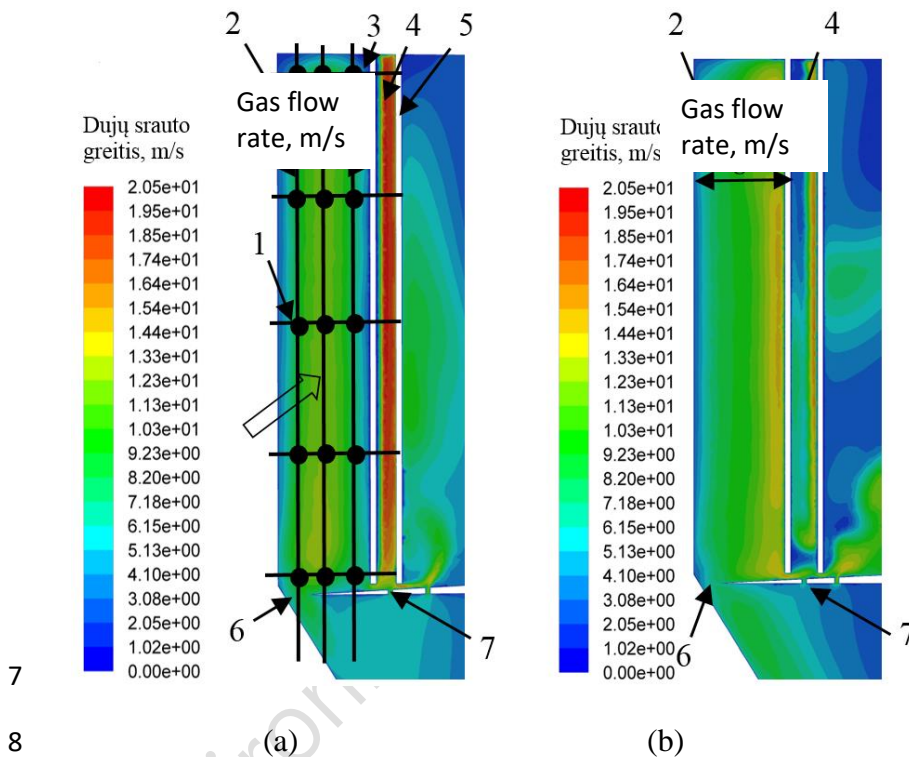 2
3
4
5
Gas flow
rate, m/s
Dujų srauto
greitis, m/s
2.05e+01
1.95e+01
1.85e+01
1.74e+01
1.64e+01
1.54e+01
1.44e+01
1.33e+01
1.23e+01
1.13e+01
1.03e+01
9.23e+00
8.20e+00
7.18e+00
6.15e+00
5.13e+00
4.10e+00
3.08e+00
2.05e+00
1.02e+00
0.00e+00
1
6
7
2
4
Gas flow
rate, m/s
Dujų
greitis, m/s
2.05e+01
1.95e+01
1.85e+01
1.74e+01
1.64e+01
1.54e+01
1.44e+01
1.33e+01
1.23e+01
1.13e+01
1.03e+01
9.23e+00
8.20e+00
7.18e+00
6.15e+00
5.13e+00
4.10e+00
3.08e+00
2.05e+00
1.02e+00
0.00e+00
6
7
7
8
(a)
(b)